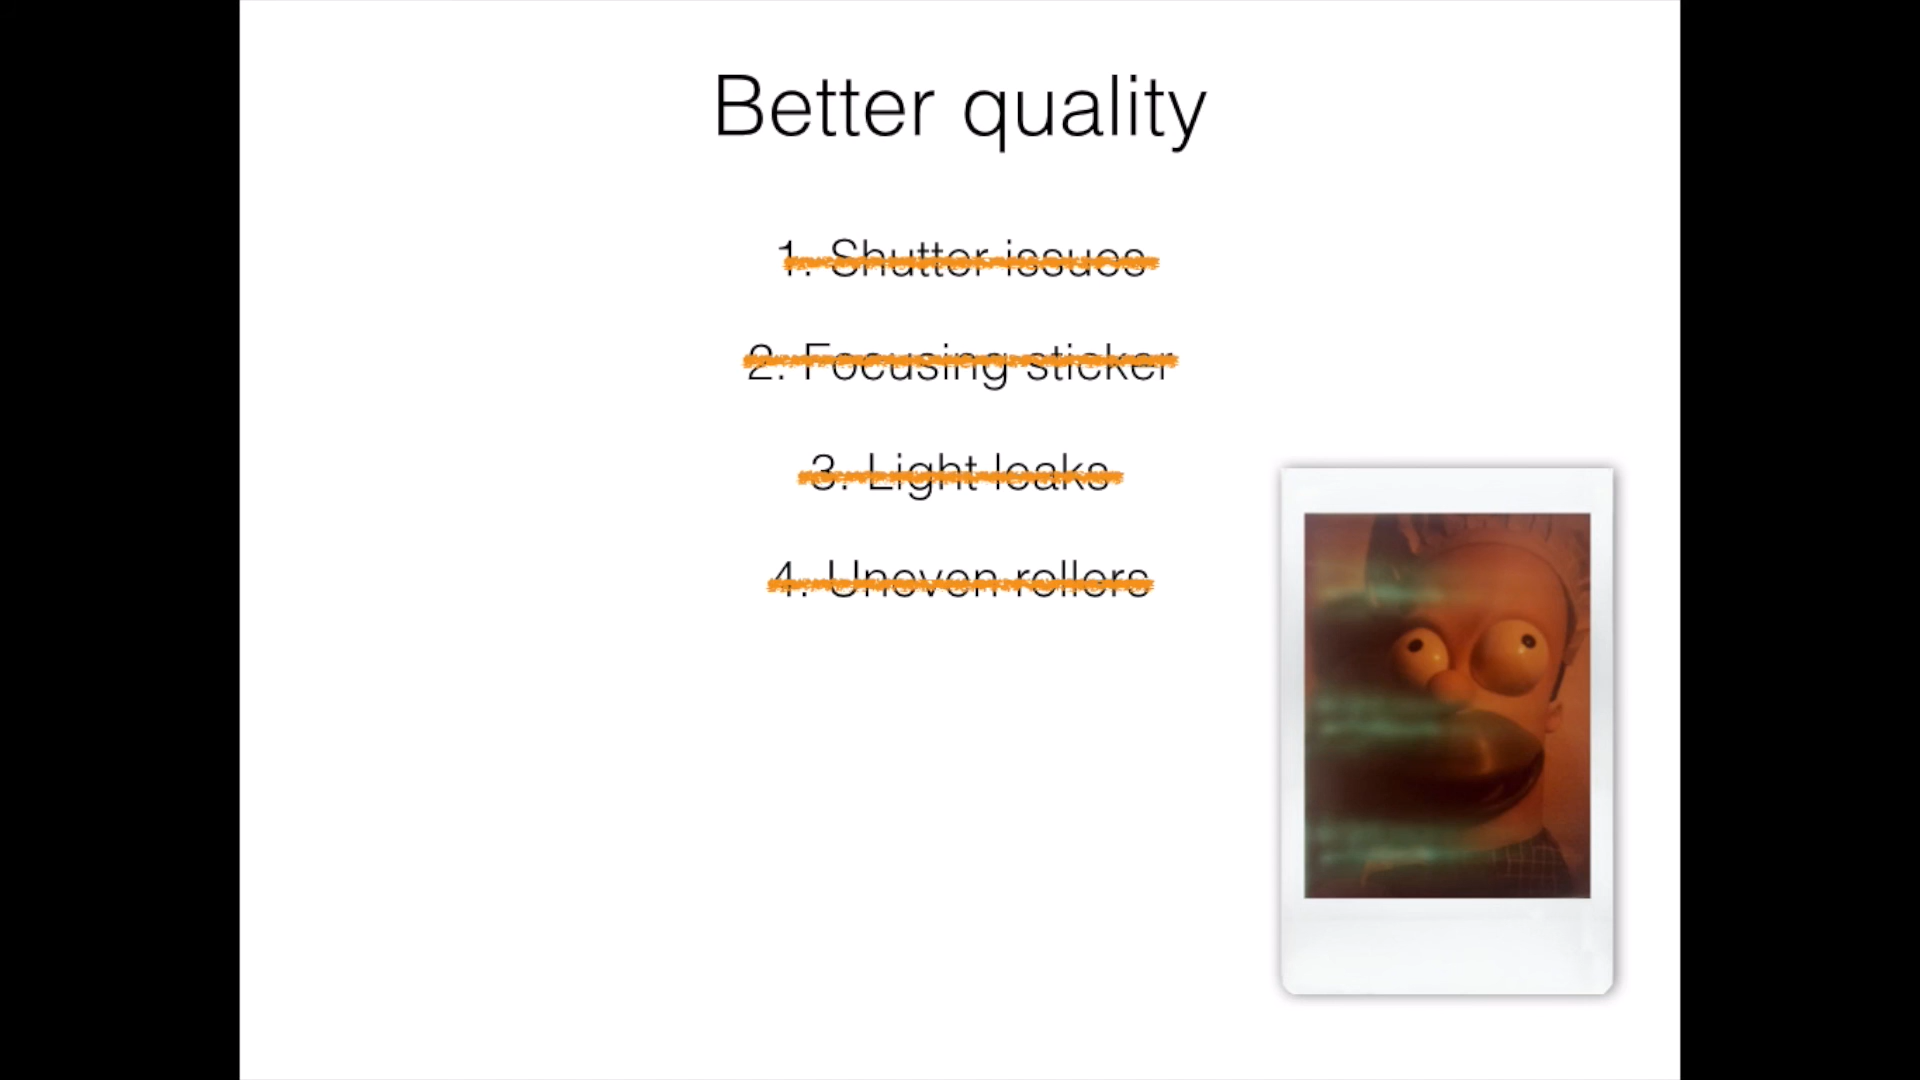 Better quality
1. Shutter issues
2. Focusing sticker
3. Light leaks
4. Uneven rollers